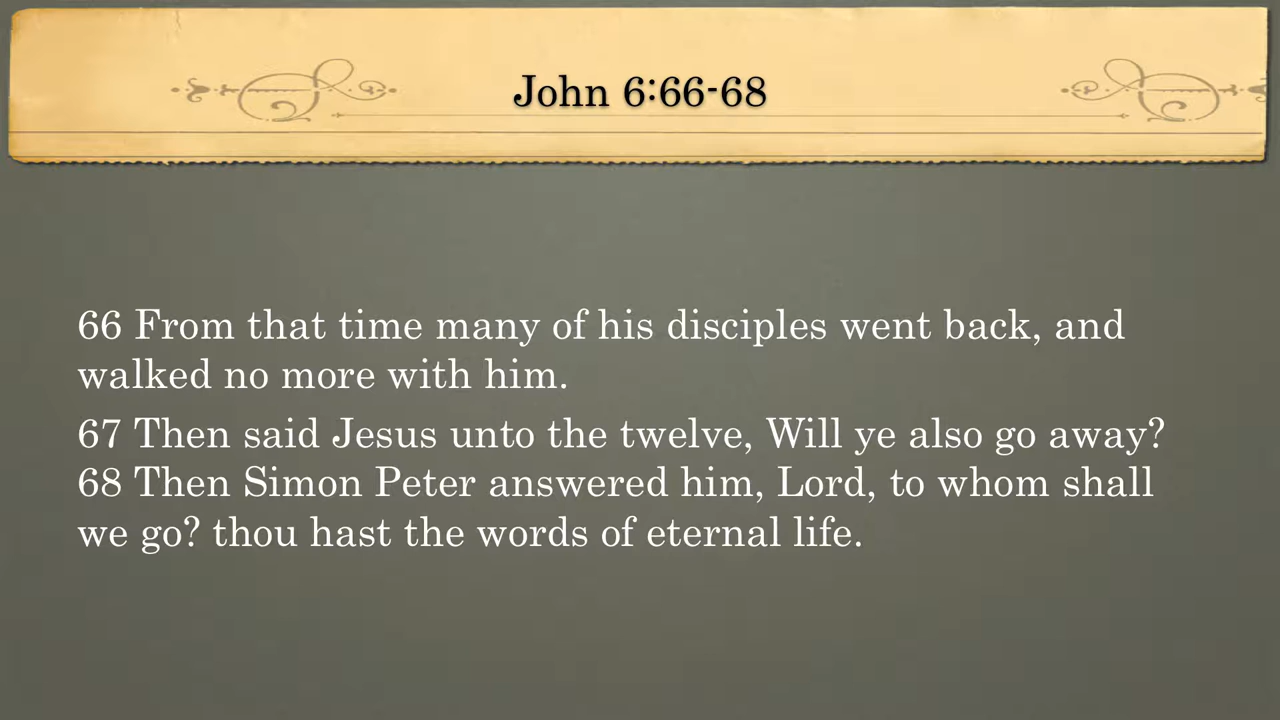 John 6:66-68
66 From that time many of his disciples went back, and
walked no more with him.
67 Then said Jesus unto the twelve, Will ye also go away?
68 Then Simon Peter answered him, Lord, to whom shall
we go? thou hast the words of eternal life.